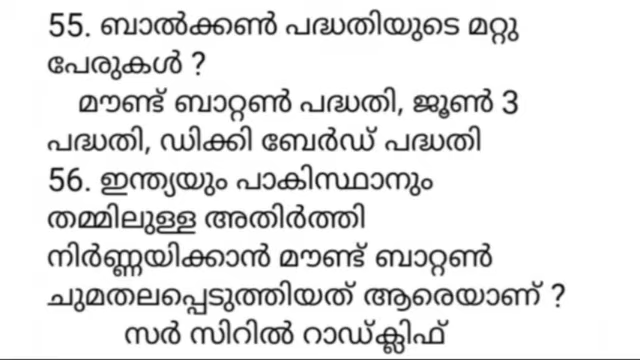 55. ബാൽക്കൺ പദ്ധതിയുടെ മറ്റു
പേരുകൾ ?
മൗണ്ട് ബാറ്റൺ പദ്ധതി, ജൂൺ 3
പദ്ധതി, ഡിക്കി ബേർഡ് പദ്ധതി
56. ഇന്ത്യയും പാകിസ്ഥാനും
തമ്മിലുള്ള അതിർത്തി
നിർണ്ണയിക്കാൻ മൗണ്ട് ബാറ്റൺ
ചുമതലപ്പെടുത്തിയത് ആരെയാണ് ?
സർ സിറിൽ റാഡ്ക്ലിഫ്